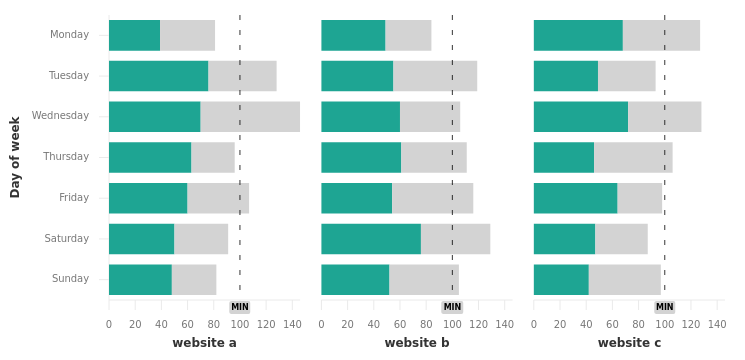 Day of week
Monday
Tuesday
Wednesday
Thursday
Friday
Saturday
Sunday
MIN MIN MIN
0 20 40 60 80 100 120 140 0 20 40 60 80 100 120 140 0 20 40 60 80 100 120 140
website a website b website c